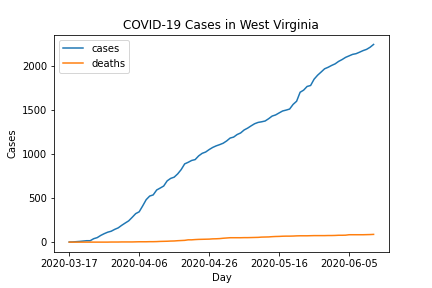 COVID-19 Cases in West Virginia
cases
deaths
2000
1500
1000
500
0
Cases
2020-03-17 2020-04-06 2020-04-26 2020-05-16 2020-06-05
Day